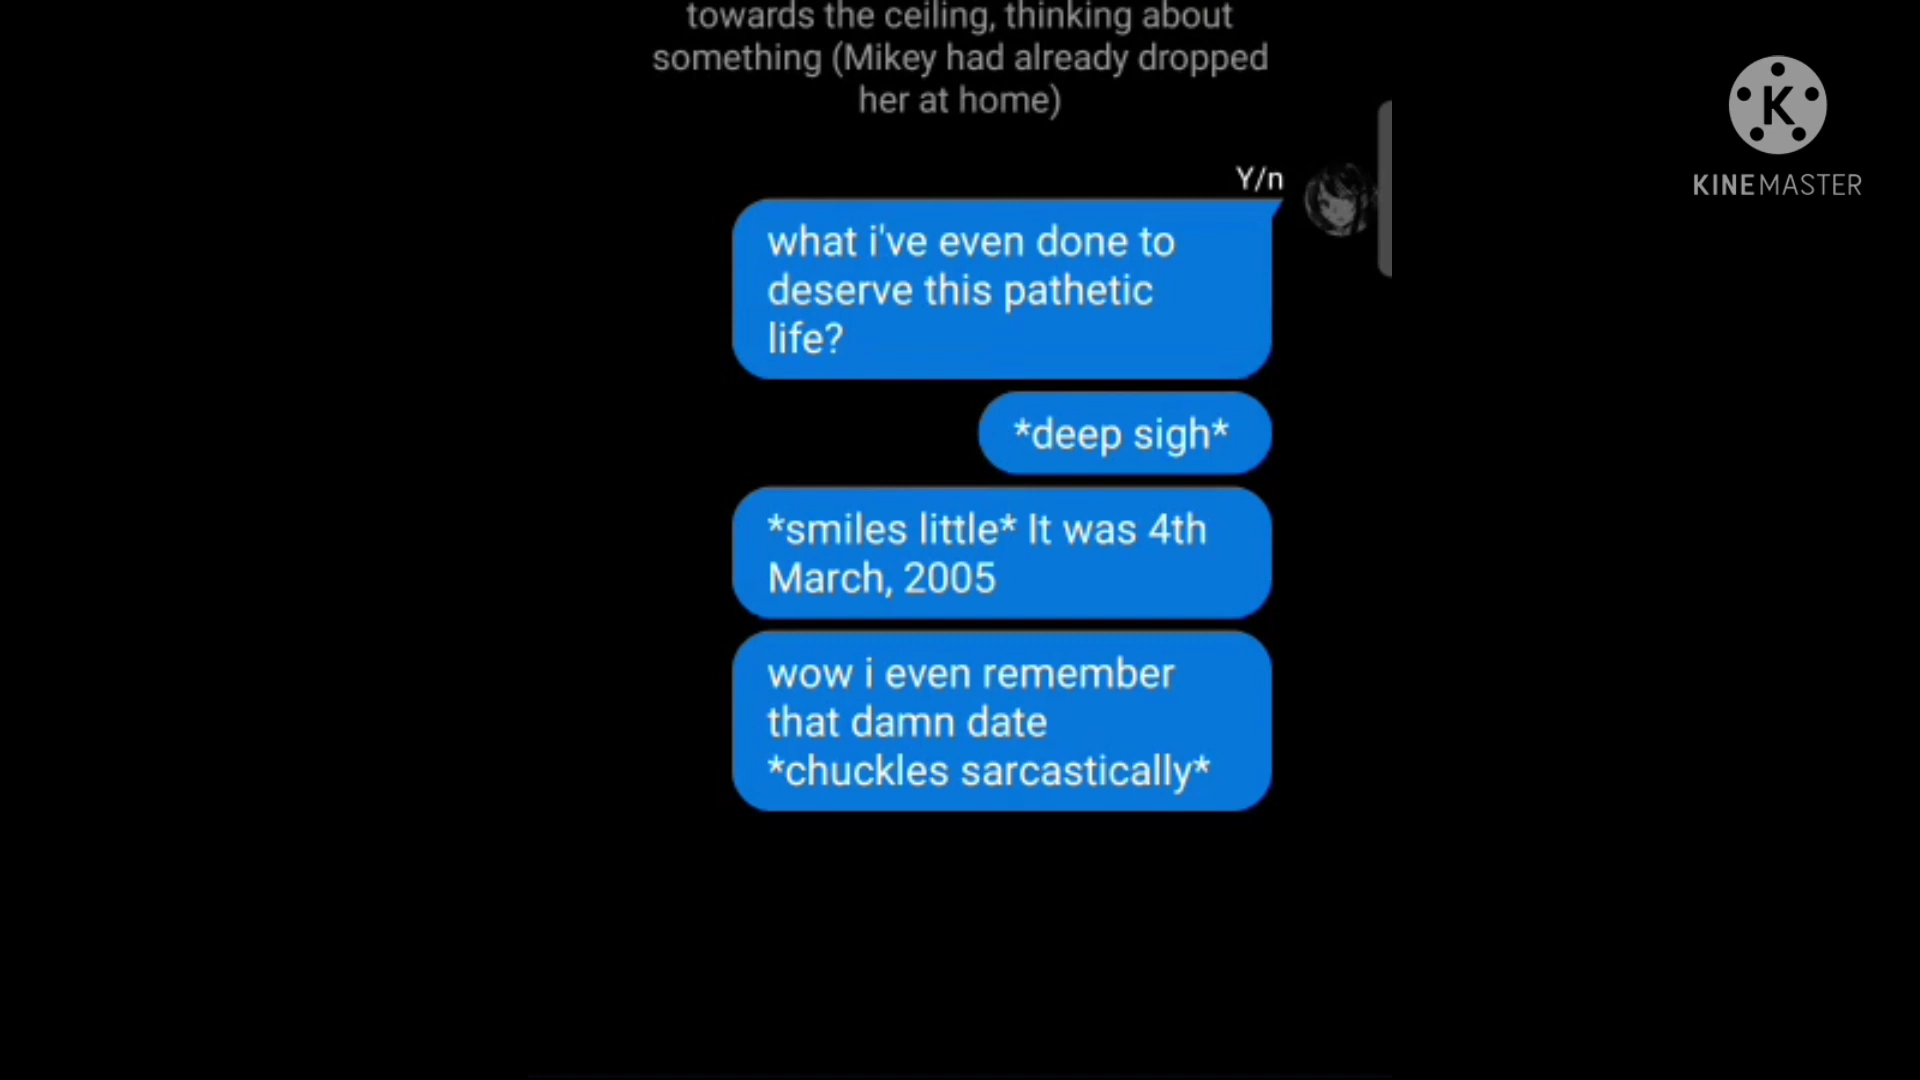 towards the ceiling, thinking about
something (Mikey had already dropped
her at home)
Y/n
what i've even done to
deserve this pathetic
life?
*deep sigh*
*smiles little* It was 4th
March, 2005
wow i even remember
that damn date
*chuckles sarcastically*
K
KINEMASTER